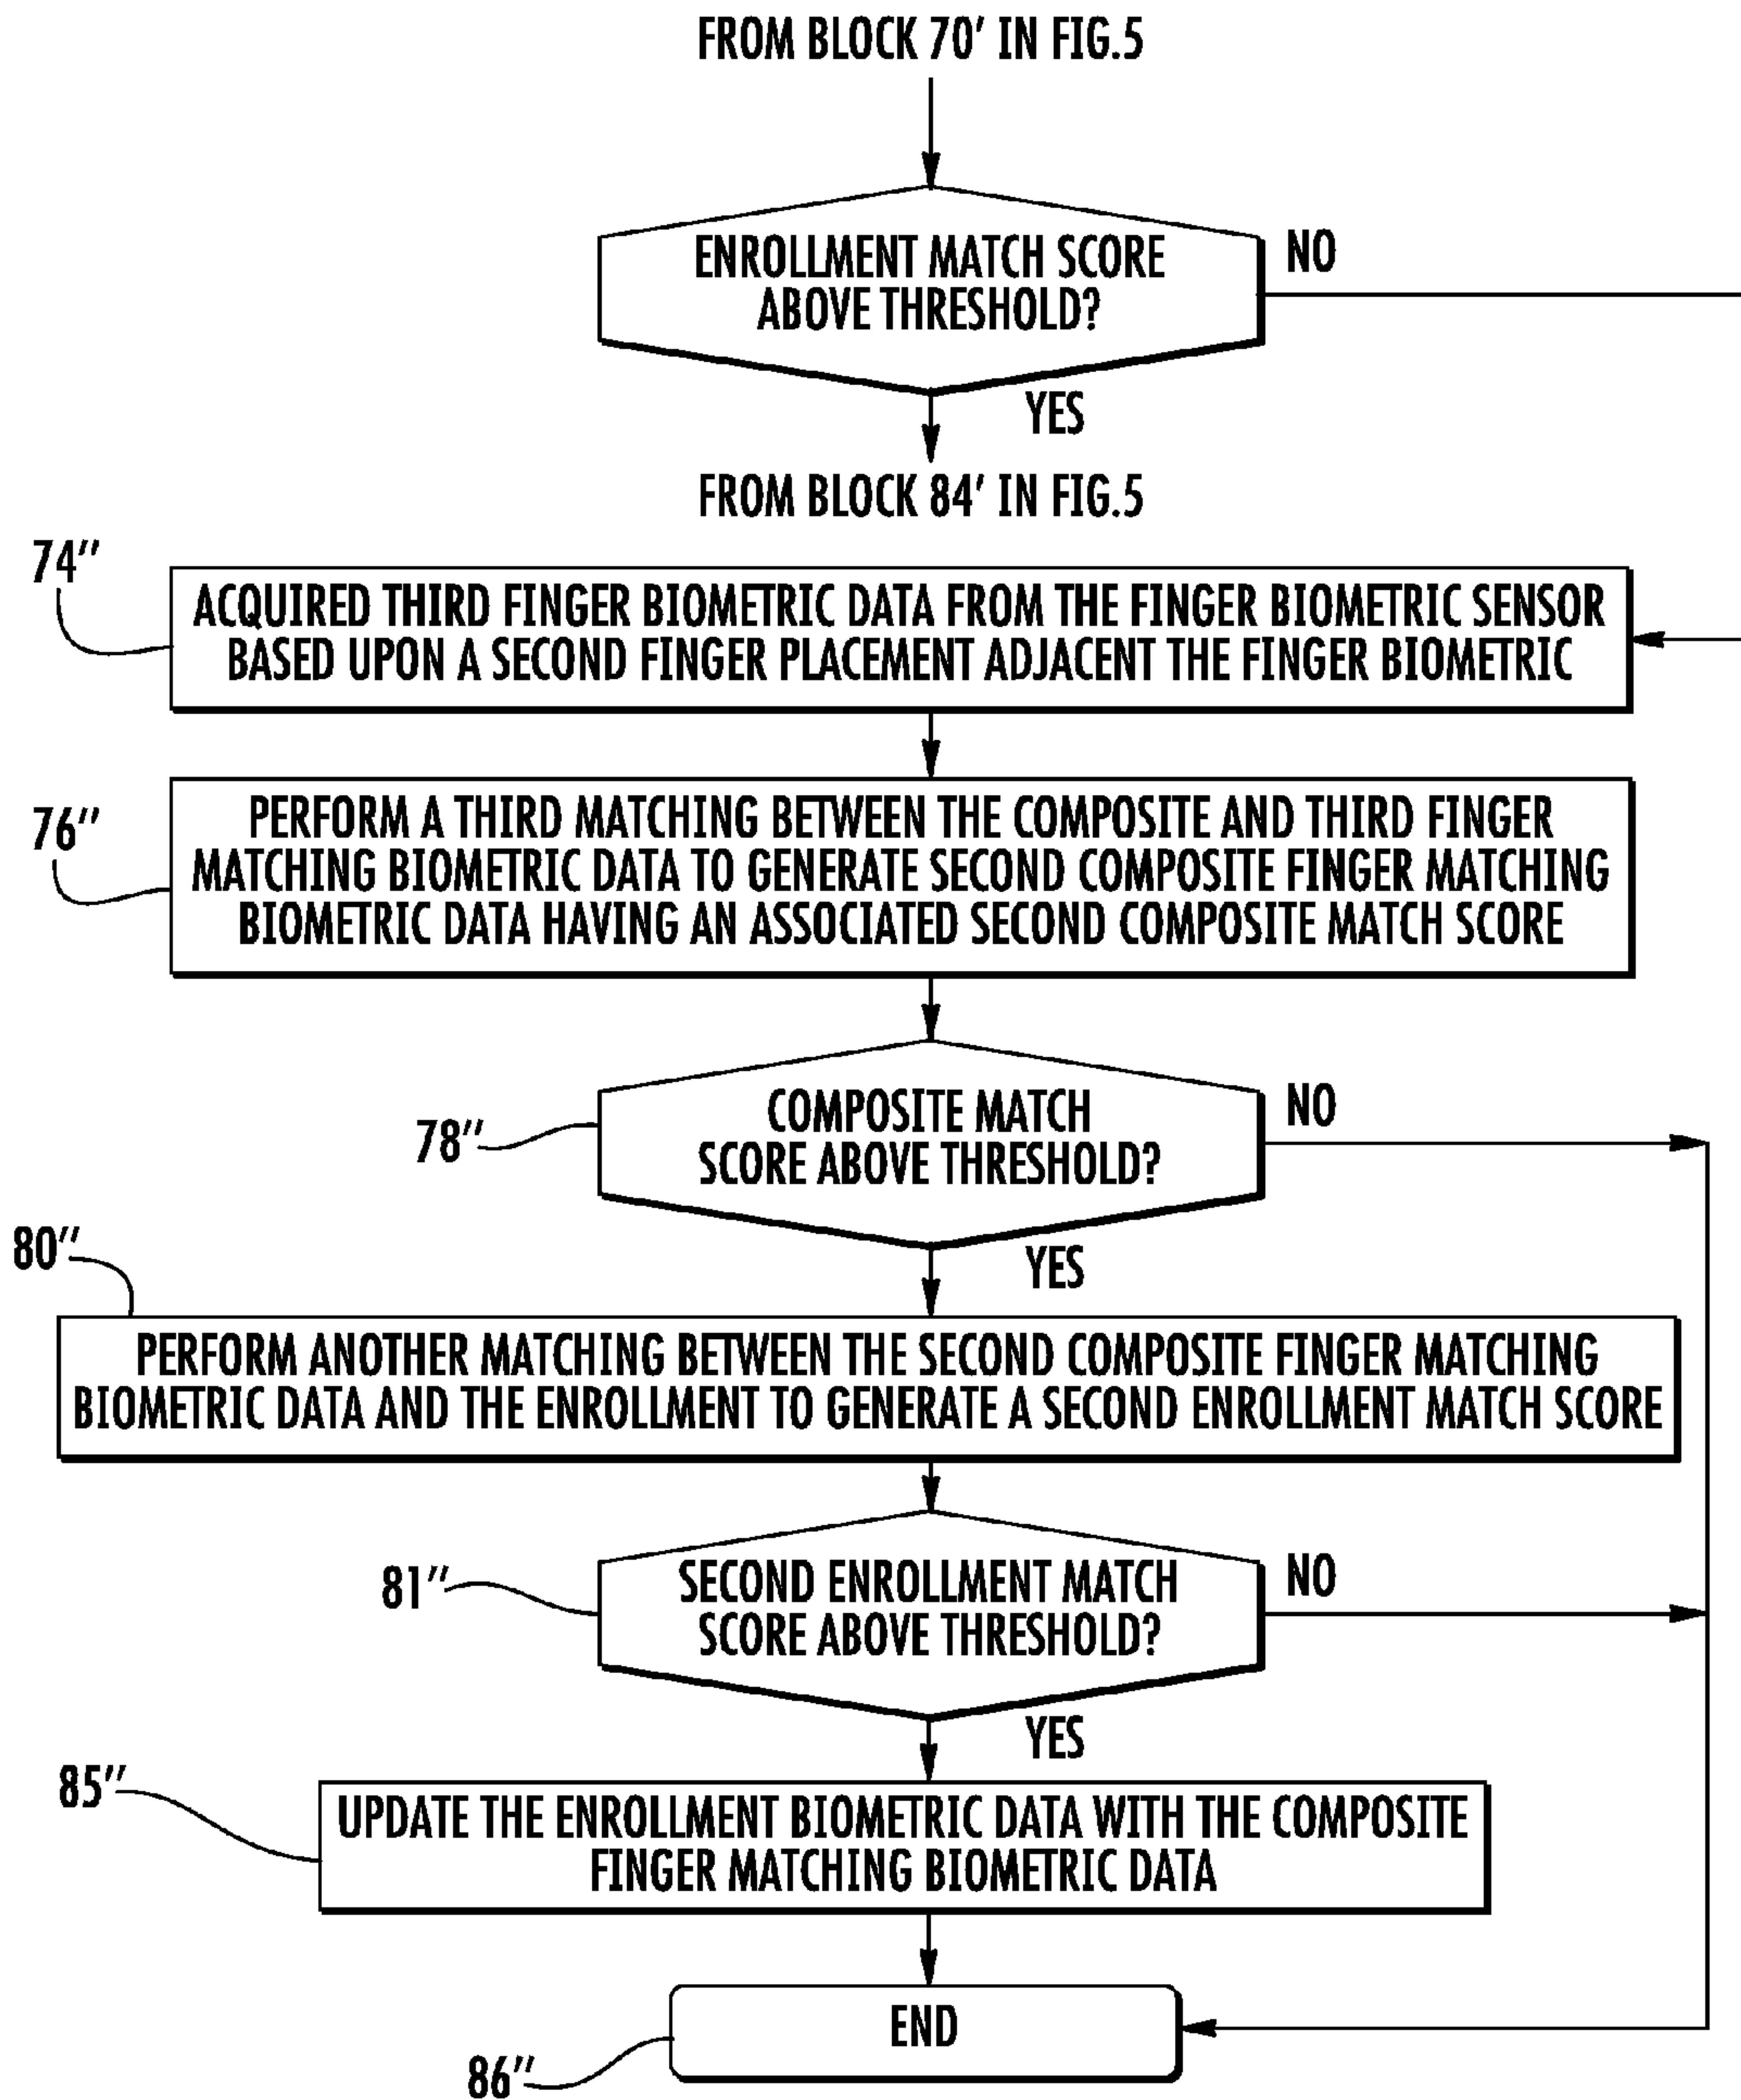 FROM BLOCK 70' IN FIG.5
ENROLLMENT MATCH SCORE
ABOVE THRESHOLD?
NO
YES
FROM BLOCK 84' IN FIG.5
74''
ACQUIRED THIRD FINGER BIOMETRIC DATA FROM THE FINGER BIOMETRIC SENSOR
BASED UPON A SECOND FINGER PLACEMENT ADJACENT THE FINGER BIOMETRIC
76''
PERFORM A THIRD MATCHING BETWEEN THE COMPOSITE AND THIRD FINGER
MATCHING BIOMETRIC DATA TO GENERATE SECOND COMPOSITE FINGER MATCHING
BIOMETRIC DATA HAVING AN ASSOCIATED SECOND COMPOSITE MATCH SCORE
78''
COMPOSITE MATCH
SCORE ABOVE THRESHOLD?
NO
YES
80''
PERFORM ANOTHER MATCHING BETWEEN THE SECOND COMPOSITE FINGER MATCHING
BIOMETRIC DATA AND THE ENROLLMENT TO GENERATE A SECOND ENROLLMENT MATCH SCORE
81''
SECOND ENROLLMENT MATCH
SCORE ABOVE THRESHOLD?
NO
YES
85''
UPDATE THE ENROLLMENT BIOMETRIC DATA WITH THE COMPOSITE
FINGER MATCHING BIOMETRIC DATA
END
86''